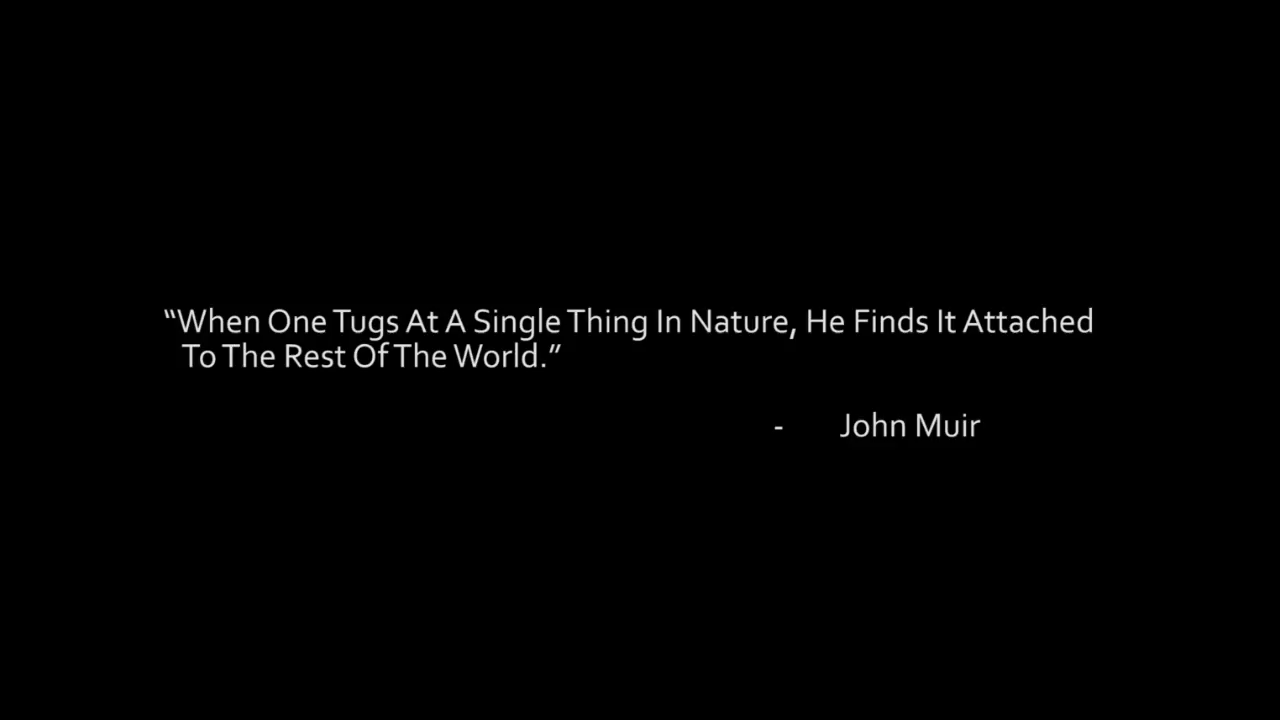 “When One Tugs At A Single Thing In Nature, He Finds It Attached
To The Rest Of The World.”
- John Muir